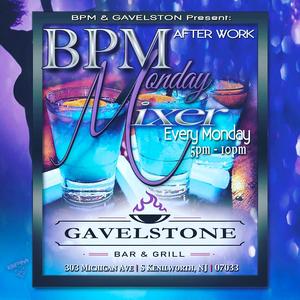 BPM & GAVELSTON Present:
BPM
AFTER WORK
Monday
Mixer
Every Monday
5pm - 10pm
GAVELSTONE
BAR & GRILL
303 Michigan Ave | S Kenilworth, NJ | 07033